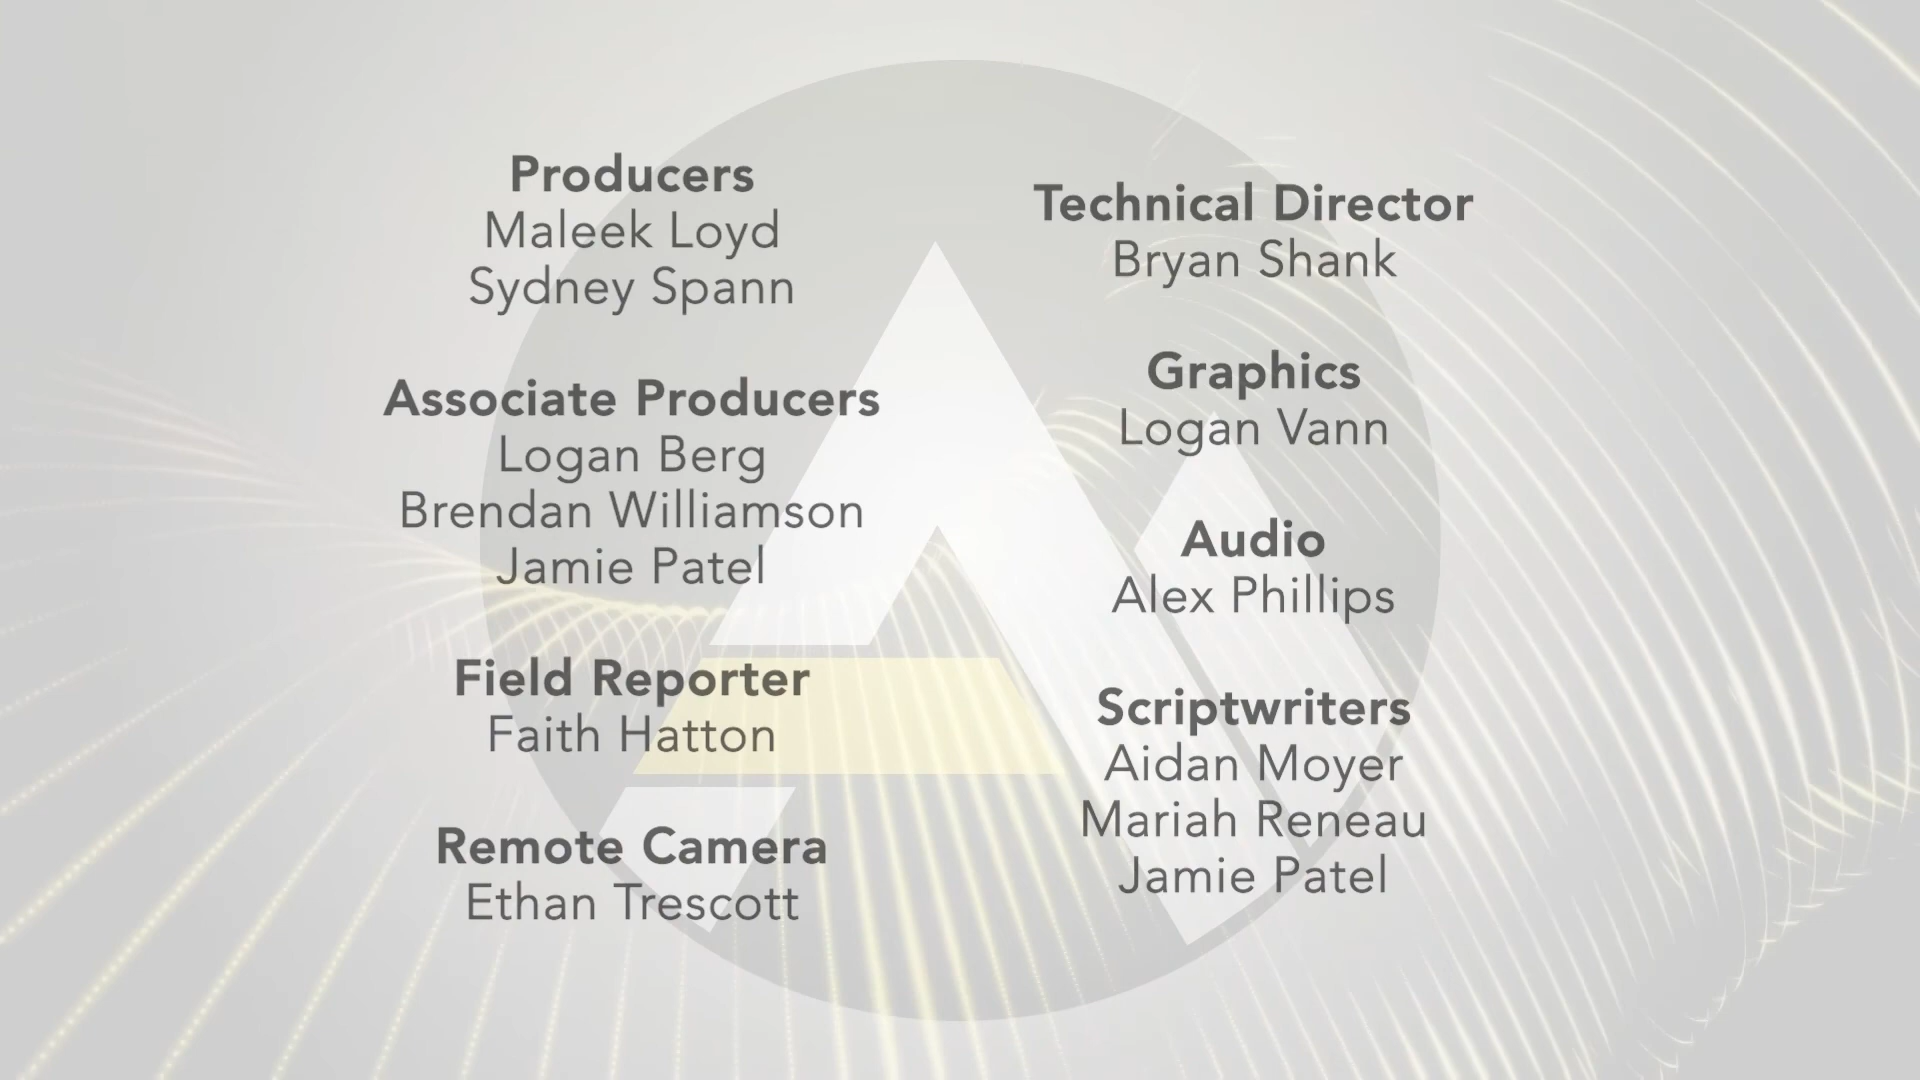 Producers
Maleek Loyd
Sydney Spann
Associate Producers
Logan Berg
Brendan Williamson
Jamie Patel
Field Reporter
Faith Hatton
Remote Camera
Ethan Trescott
Technical Director
Bryan Shank
Graphics
Logan Vann
Audio
Alex Phillips
Scriptwriters
Aidan Moyer
Mariah Reneau
Jamie Patel